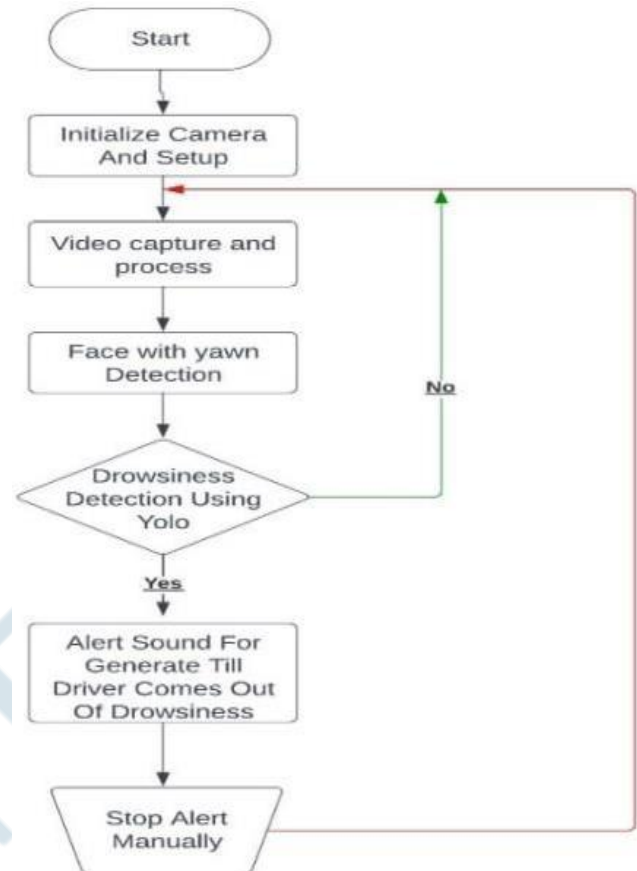 Start
Initialize Camera
And Setup
Video capture and
process
Face with yawn
Detection
No
Drowsiness
Detection Using
Yolo
Yes
Alert Sound For
Generate Till
Driver Comes Out
Of Drowsiness
Stop Alert
Manually